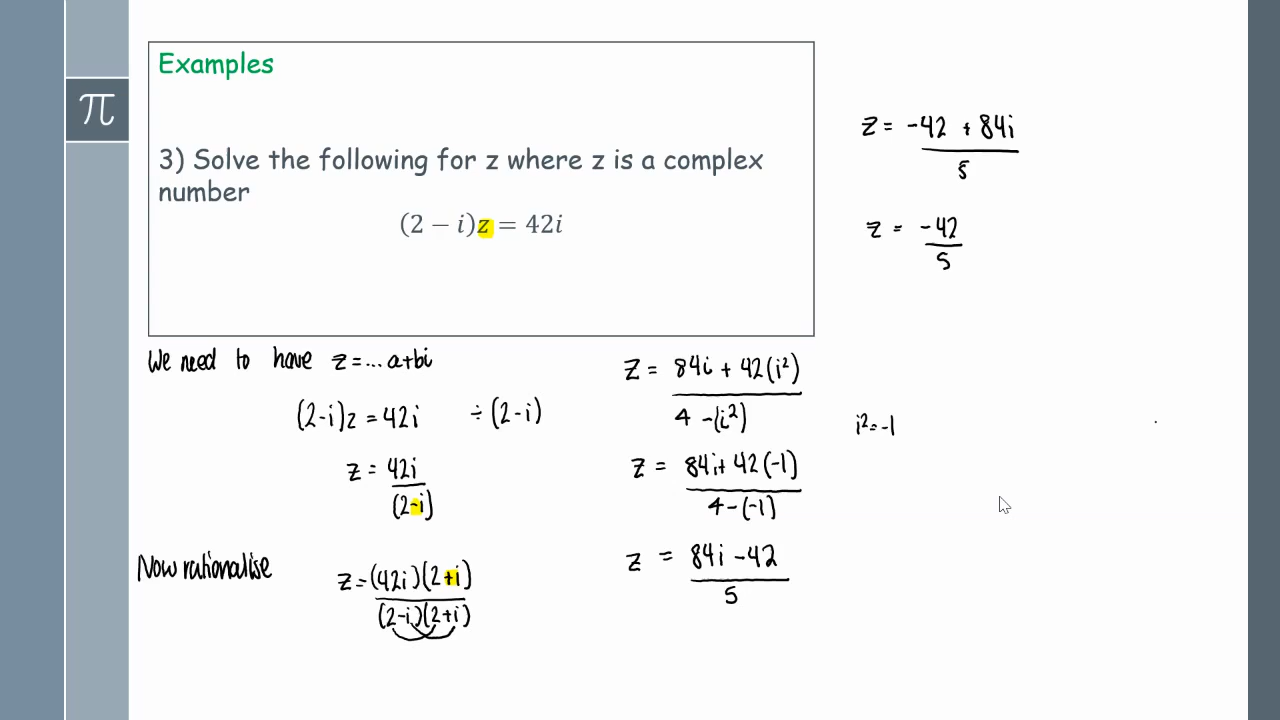 π
Examples
3) Solve the following for z where z is a complex
number
(2 − i)z = 42i
We need to have z=... a+bi
(2-i)z = 42i ÷ (2-i)
z = 42i
(2-i)
Now rationalise
z = (42i)(2+i)
(2-i)(2+i)
z = 84i + 42(i²)
4 - (i²)
i² = -1
z = 84i + 42(-1)
4 - (-1)
z = 84i - 42
5
z = -42 + 84i
5
z = -42
5